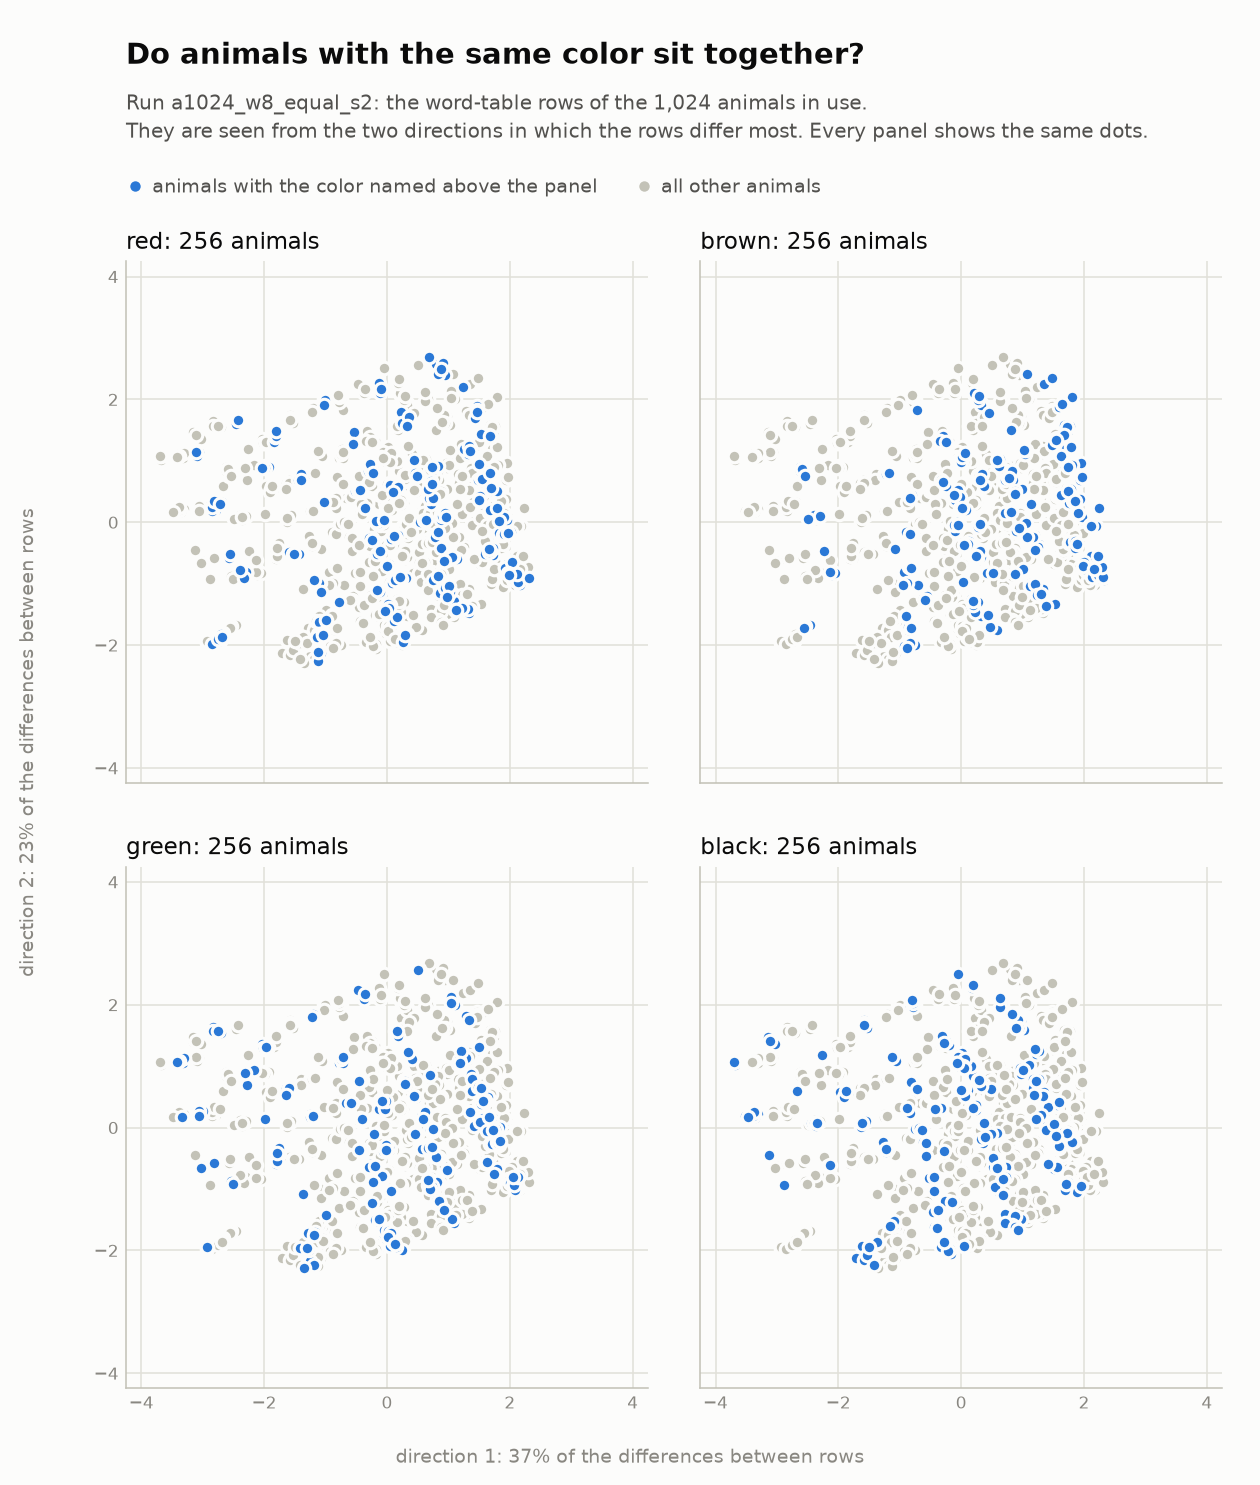 Do animals with the same color sit together?
Run a1024_w8_equal_s2: the word-table rows of the 1,024 animals in use.
They are seen from the two directions in which the rows differ most. Every panel shows the same dots.
animals with the color named above the panel
all other animals
red: 256 animals
brown: 256 animals
4
2
0
−2
−4
direction 2: 23% of the differences between rows
green: 256 animals
black: 256 animals
4
2
0
−2
−4
−4 −2 0 2 4
−4 −2 0 2 4
direction 1: 37% of the differences between rows